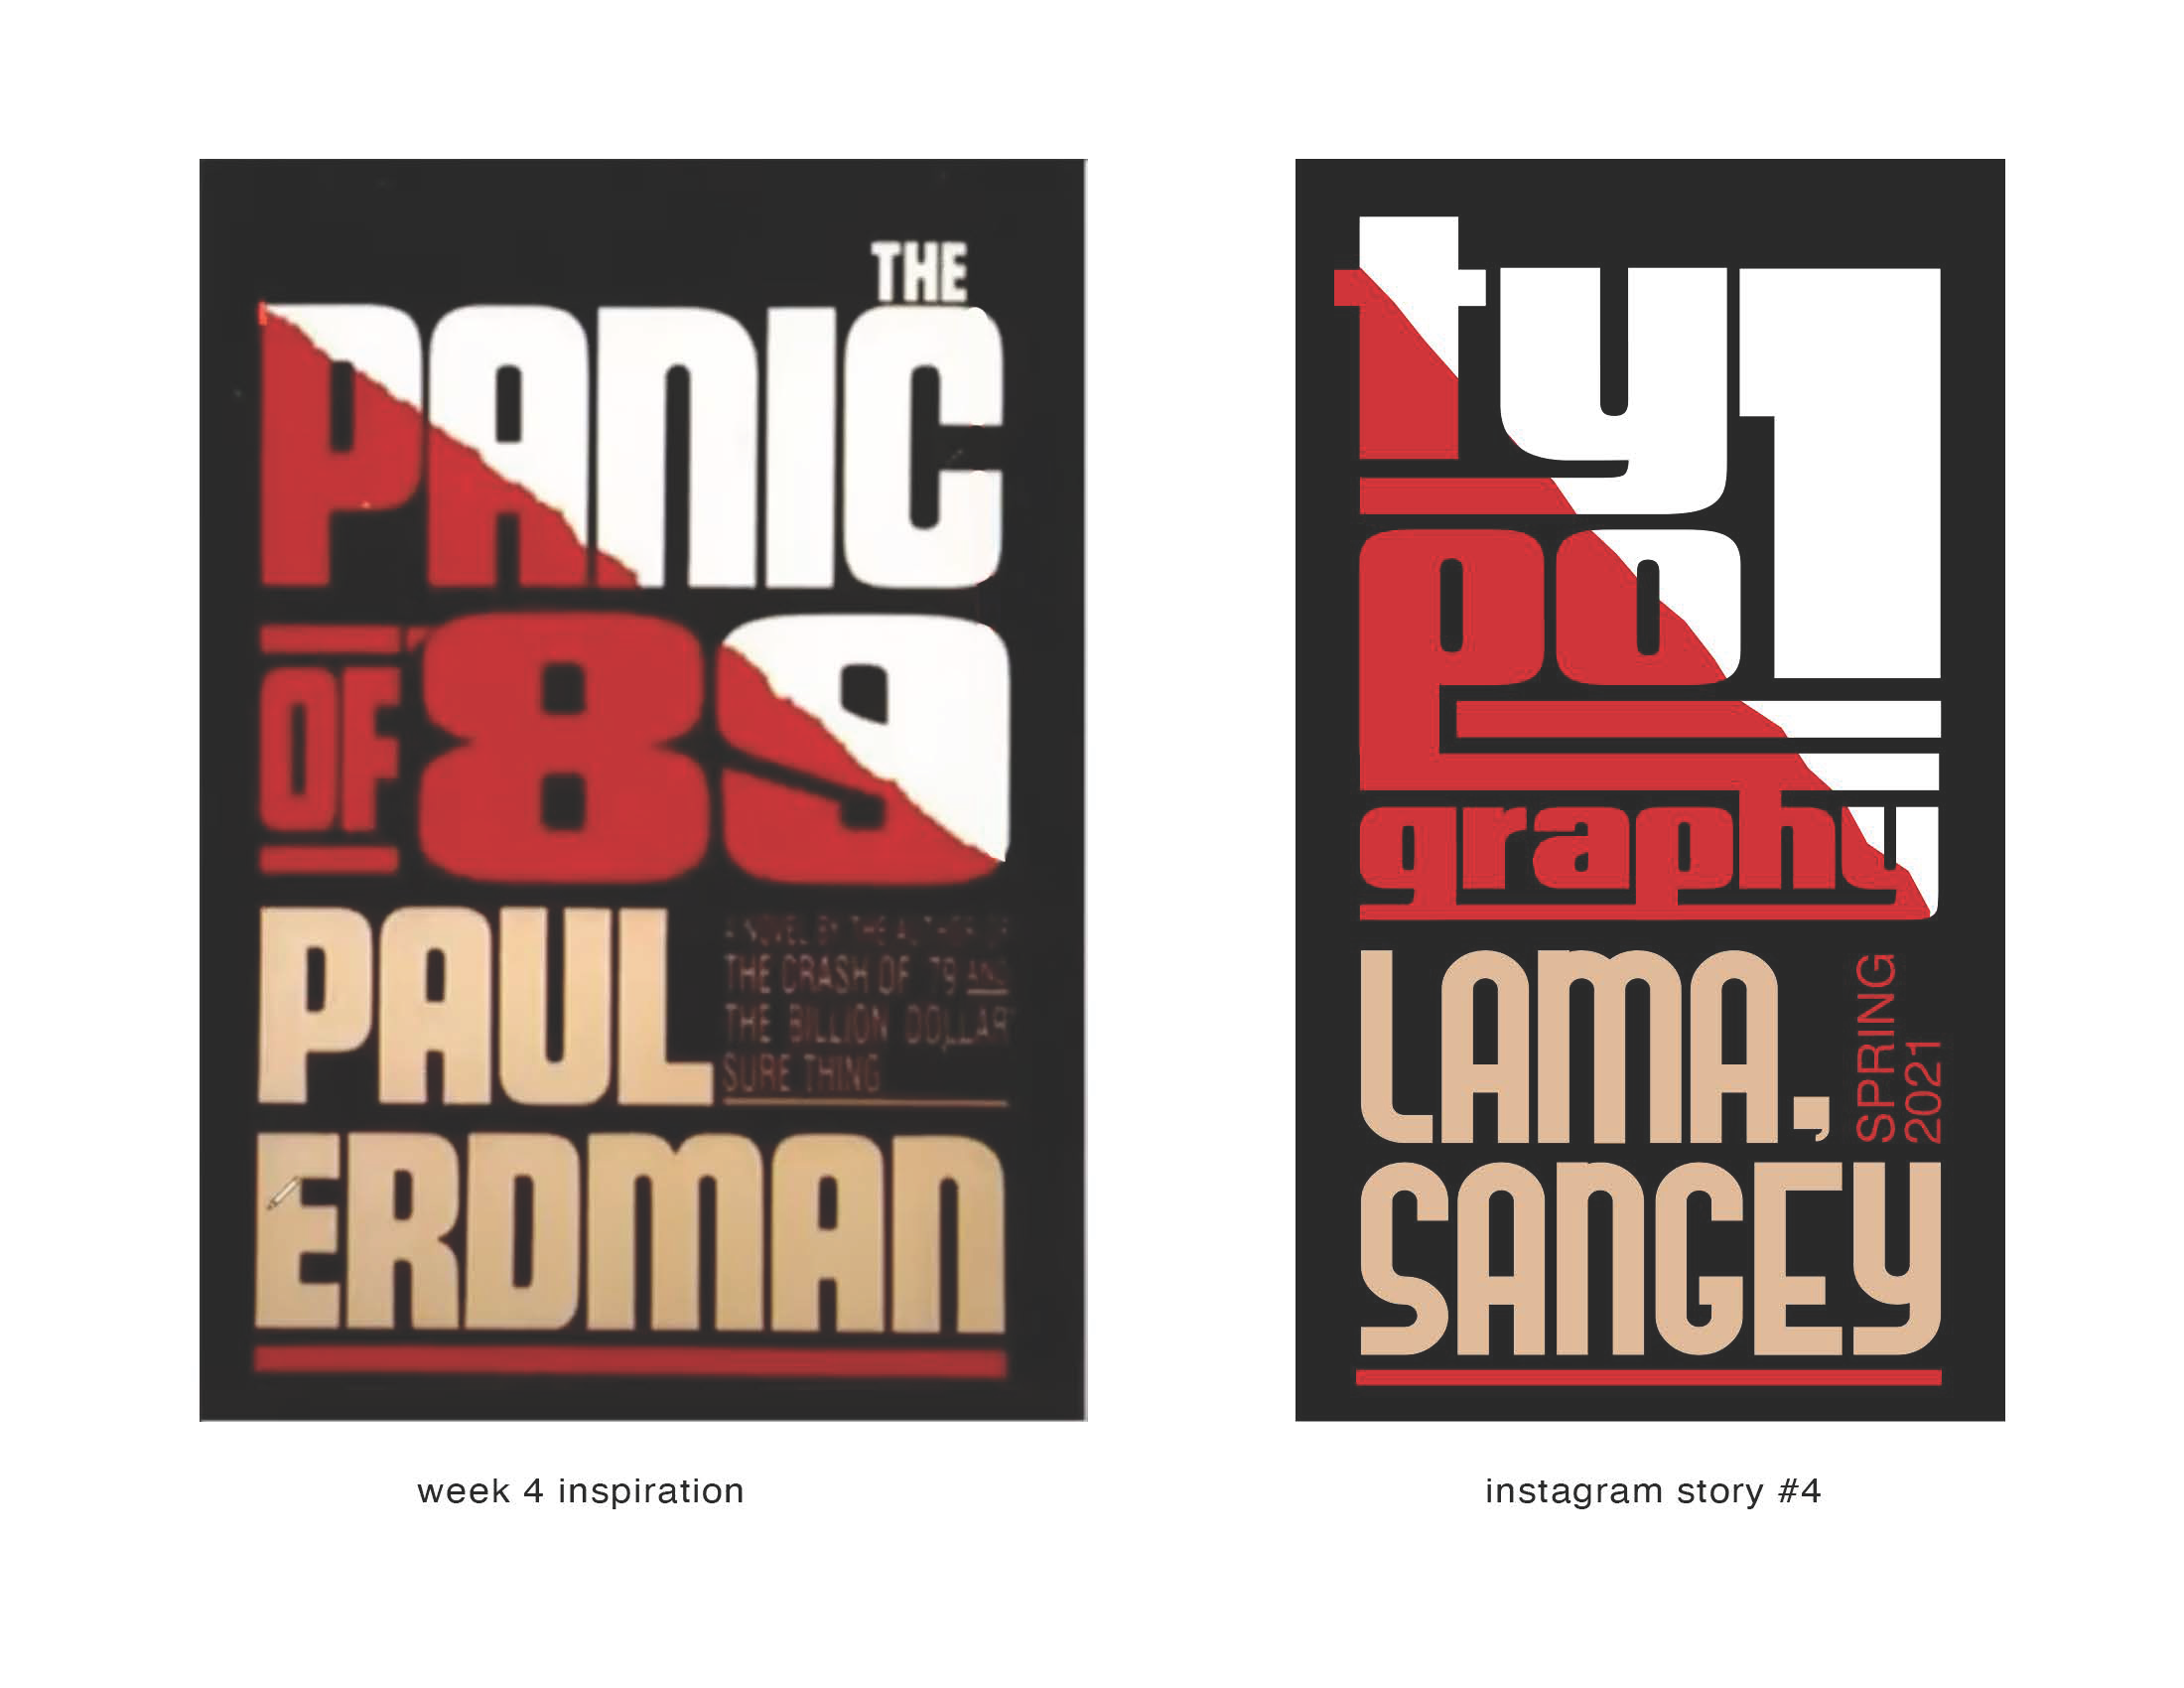 THE
PANIC
OF 89
PAUL
A NOVEL BY THE AUTHOR OF
THE CRASH OF '79 AND
THE BILLION DOLLAR
SURE THING
ERDMAN
week 4 inspiration
ty1
po
graphy
LAMA,
SPRING
2021
SANGEY
instagram story #4